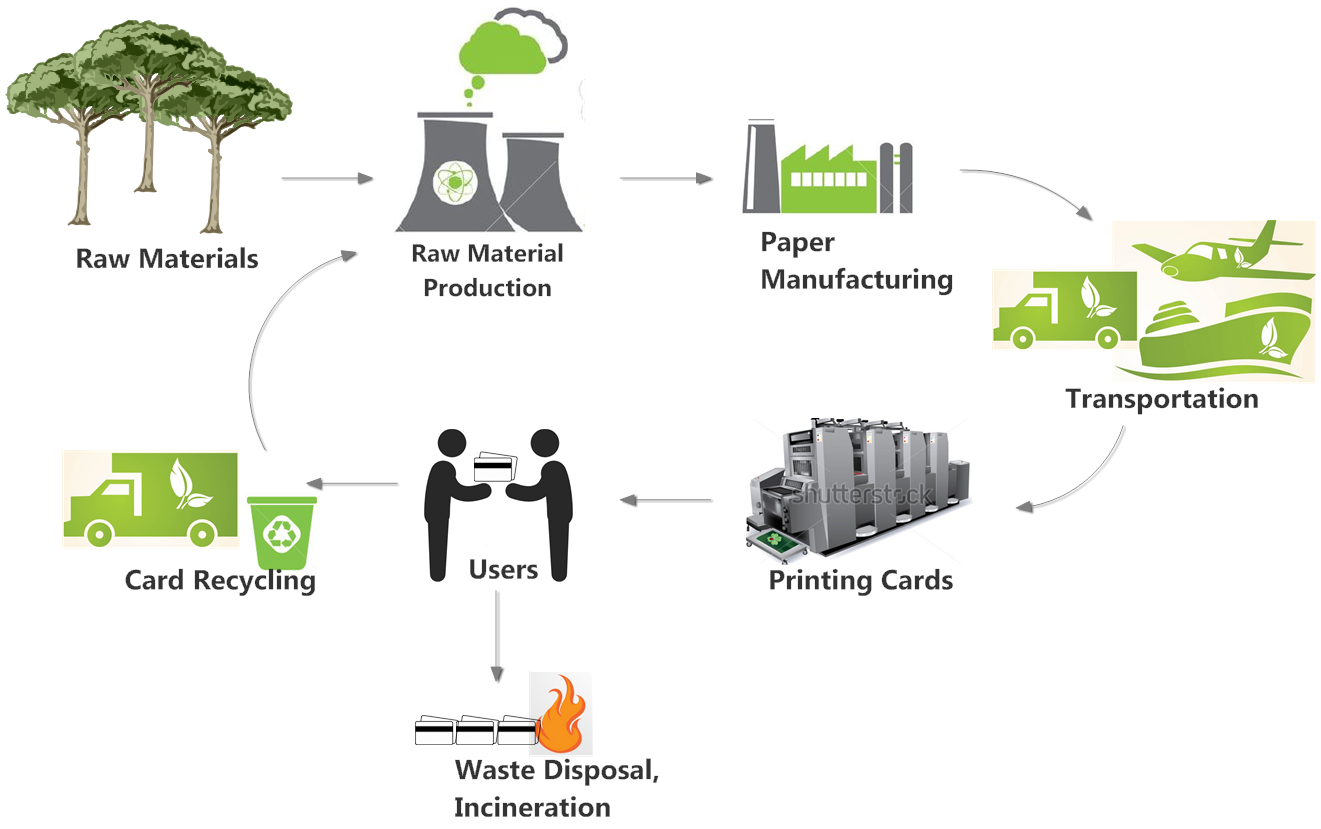 Raw Materials
Raw Material
Production
Paper
Manufacturing
Transportation
shutterstock
Printing Cards
Users
Card Recycling
Waste Disposal,
Incineration